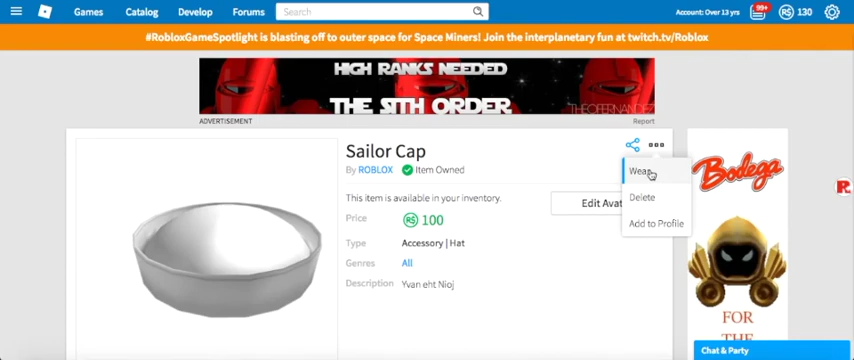 Games
Catalog
Develop
Forums
Search
Account: Over 13 yrs
99+
R$ 130
#RobloxGameSpotlight is blasting off to outer space for Space Miners! Join the interplanetary fun at twitch.tv/Roblox
HIGH RANKS NEEDED
THE SITH ORDER
THEOFERNANDEZ
ADVERTISEMENT
Report
Sailor Cap
By ROBLOX Item Owned
This item is available in your inventory.
Edit Avat
Price R$ 100
Type Accessory | Hat
Genres All
Description Yvan eht Nioj
Wear
Delete
Add to Profile
Bodega
FOR
THE
Chat & Party